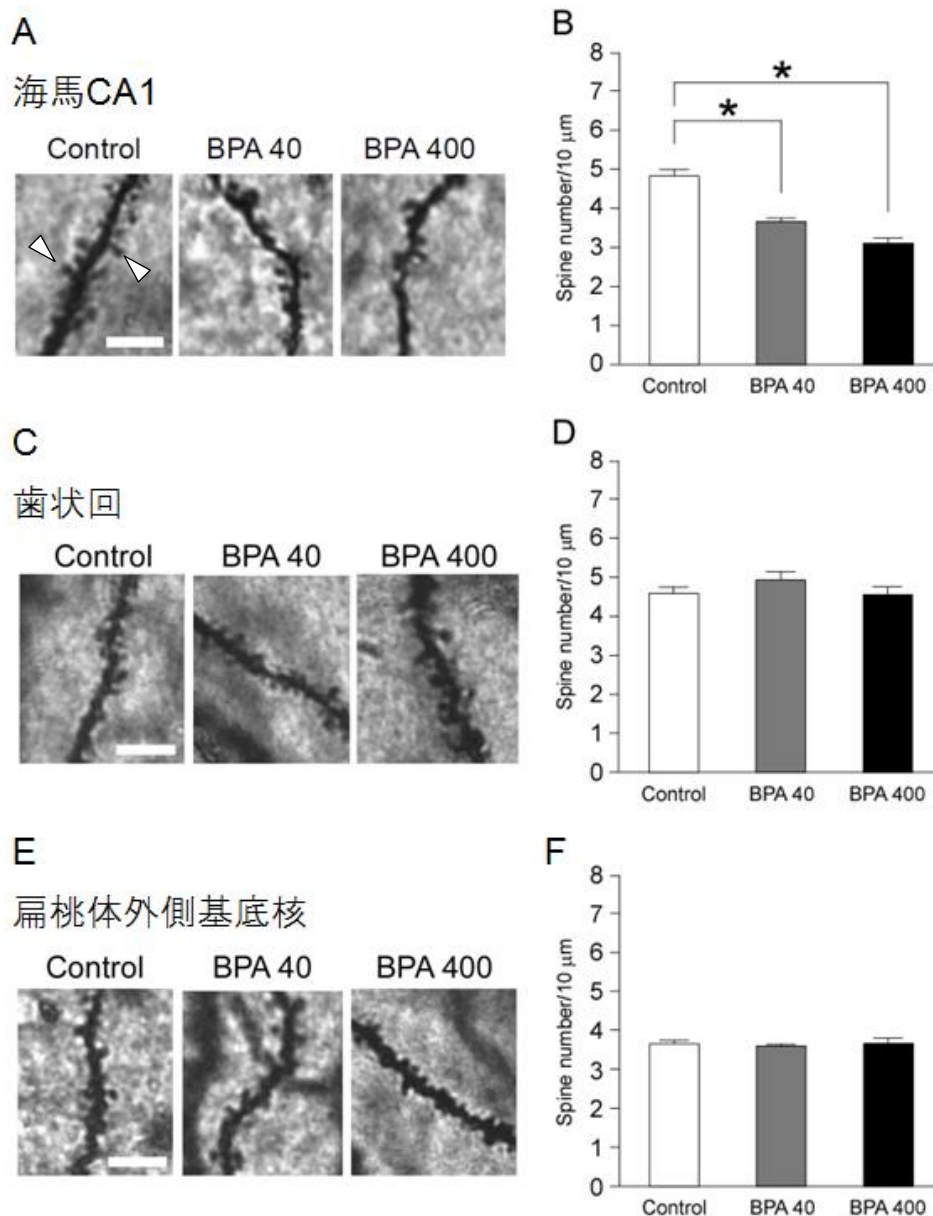 A
海馬CA1
Control BPA 40 BPA 400
B
8
7
6
5
4
3
2
1
0
Spine number/10 μm
*
*
Control BPA 40 BPA 400
C
歯状回
Control BPA 40 BPA 400
D
8
7
6
5
4
3
2
1
0
Spine number/10 μm
Control BPA 40 BPA 400
E
扁桃体外側基底核
Control BPA 40 BPA 400
F
8
7
6
5
4
3
2
1
0
Spine number/10 μm
Control BPA 40 BPA 400